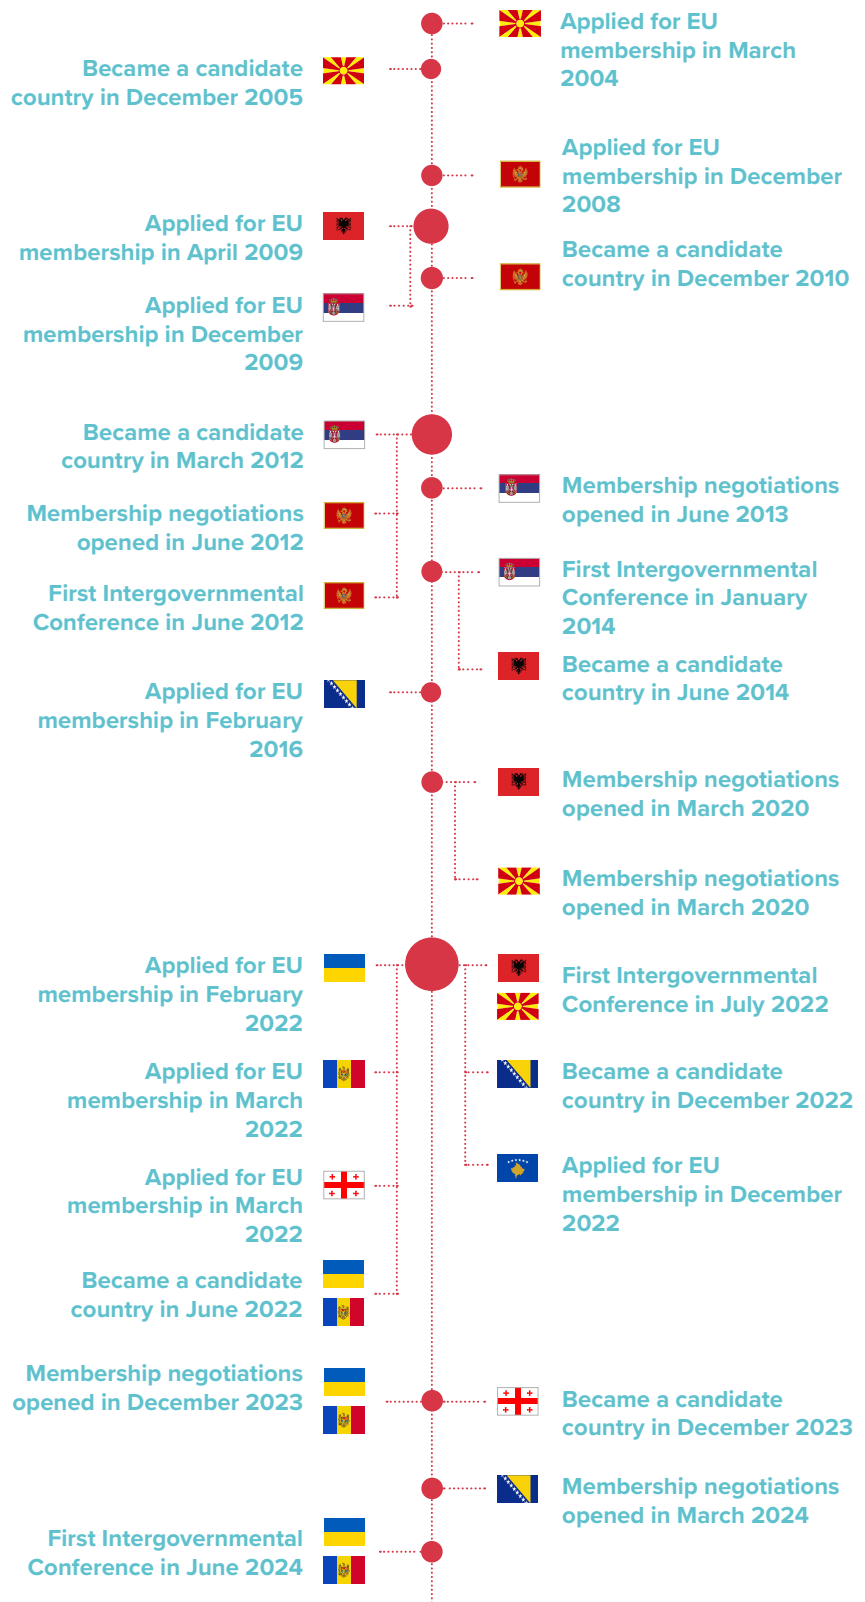 Applied for EU
membership in March
2004
Became a candidate
country in December 2005
Applied for EU
membership in December
2008
Applied for EU
membership in April 2009
Became a candidate
country in December 2010
Applied for EU
membership in December
2009
Became a candidate
country in March 2012
Membership negotiations
opened in June 2013
Membership negotiations
opened in June 2012
First Intergovernmental
Conference in January
2014
First Intergovernmental
Conference in June 2012
Became a candidate
country in June 2014
Applied for EU
membership in February
2016
Membership negotiations
opened in March 2020
Membership negotiations
opened in March 2020
Applied for EU
membership in February
2022
First Intergovernmental
Conference in July 2022
Applied for EU
membership in March
2022
Became a candidate
country in December 2022
Applied for EU
membership in March
2022
Applied for EU
membership in December
2022
Became a candidate
country in June 2022
Membership negotiations
opened in December 2023
Became a candidate
country in December 2023
Membership negotiations
opened in March 2024
First Intergovernmental
Conference in June 2024